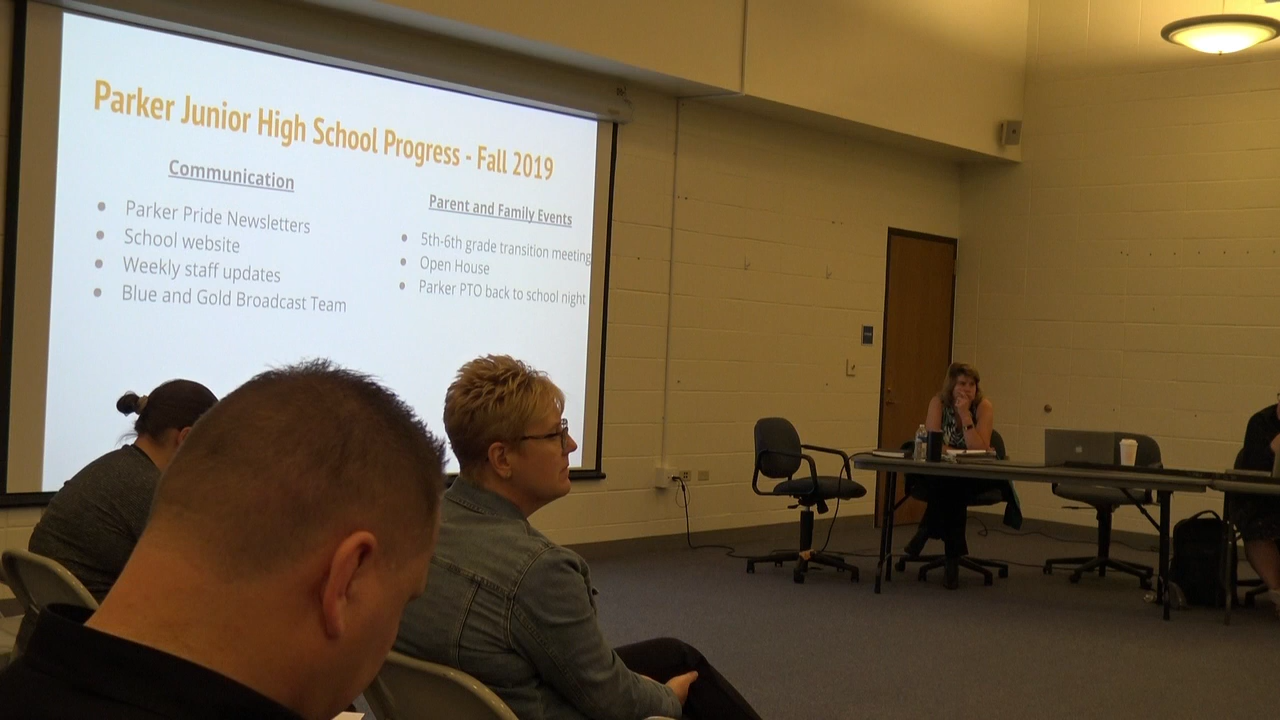 Parker Junior High School Progress - Fall 2019
Communication
Parker Pride Newsletters
School website
Weekly staff updates
Blue and Gold Broadcast Team
Parent and Family Events
5th-6th grade transition meeting
Open House
Parker PTO back to school night